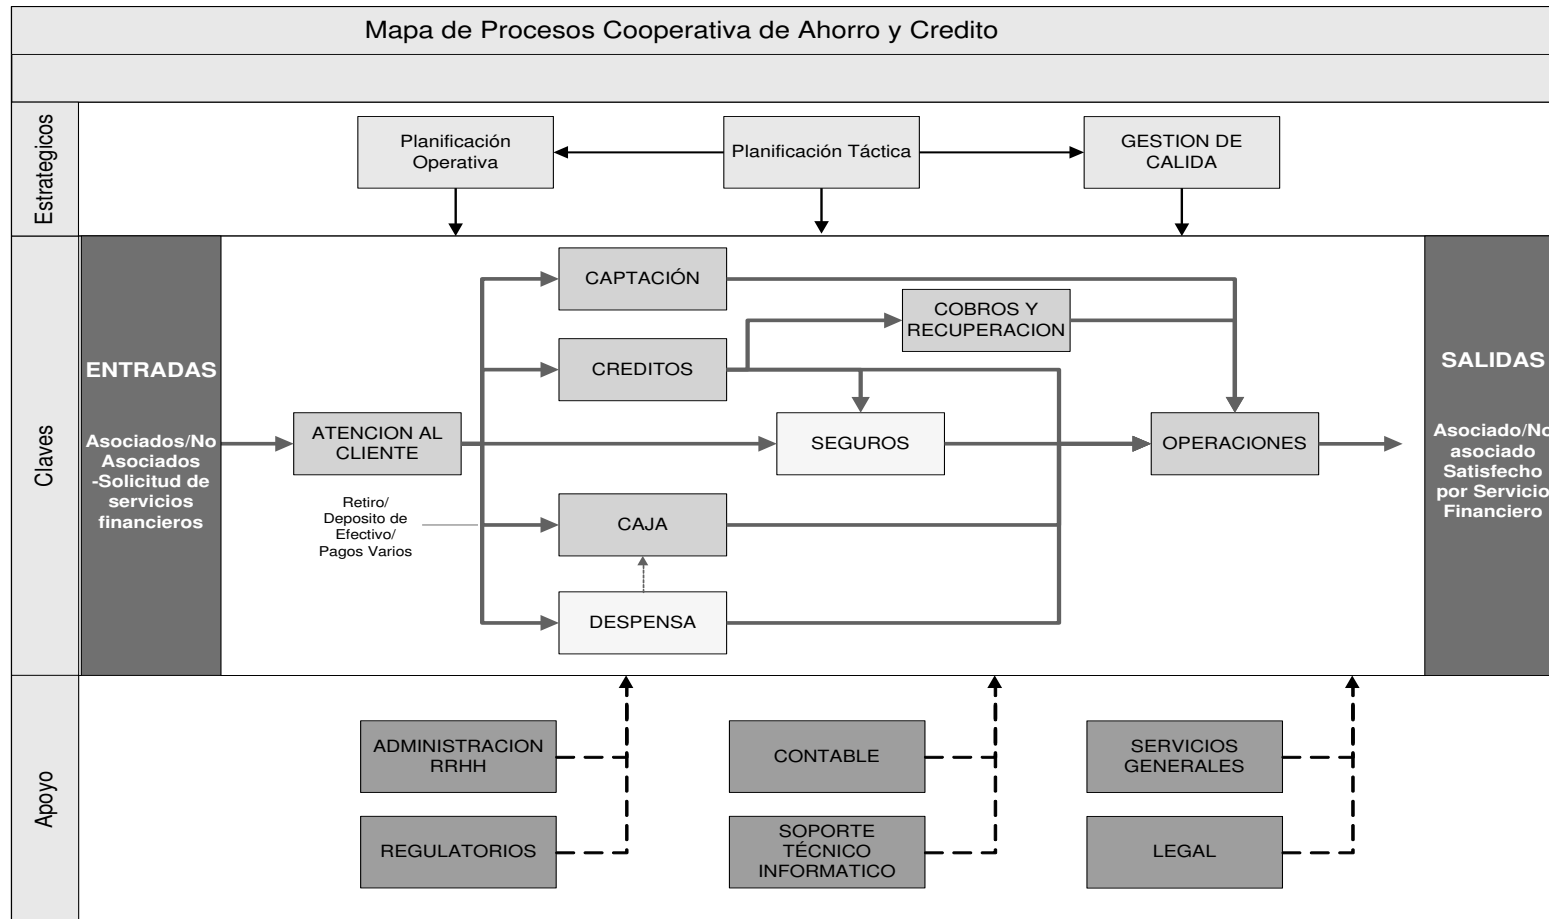 Mapa de Procesos Cooperativa de Ahorro y Credito
Estrategicos
Planificación
Operativa
Planificación Táctica
GESTION DE
CALIDA
Claves
ENTRADAS
Asociados/No
Asociados
-Solicitud de
servicios
financieros
ATENCION AL
CLIENTE
Retiro/
Deposito de
Efectivo/
Pagos Varios
CAPTACIÓN
CREDITOS
COBROS Y
RECUPERACION
SEGUROS
CAJA
DESPENSA
OPERACIONES
SALIDAS
Asociado/No
asociado
Satisfecho
por Servicio
Financiero
Apoyo
ADMINISTRACION
RRHH
CONTABLE
SERVICIOS
GENERALES
REGULATORIOS
SOPORTE
TÉCNICO
INFORMATICO
LEGAL